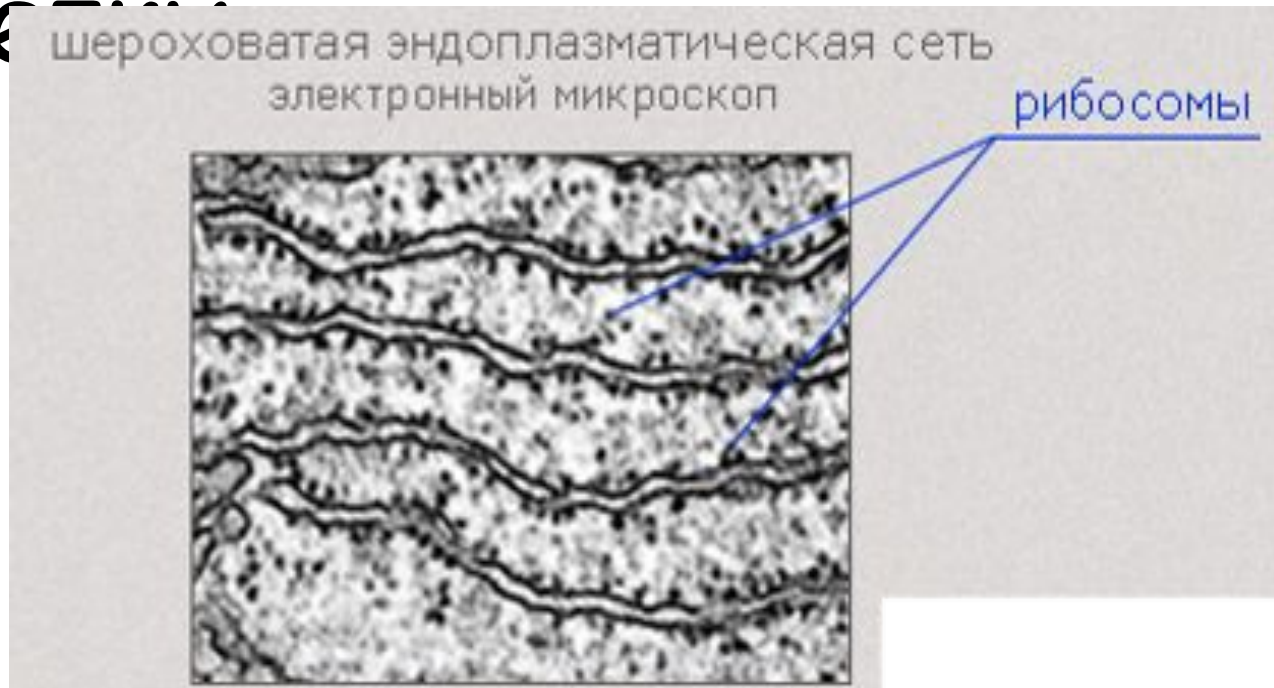 шероховатая эндоплазматическая сеть
электронный микроскоп
рибосомы